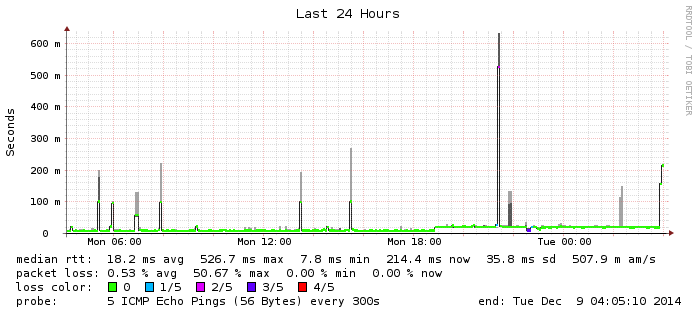 Last 24 Hours
RRDTOOL / TOBI OETIKER
Seconds
600 m
500 m
400 m
300 m
200 m
100 m
0
Mon 06:00 Mon 12:00 Mon 18:00 Tue 00:00
median rtt: 18.2 ms avg 526.7 ms max 7.8 ms min 214.4 ms now 35.8 ms sd 507.9 m am/s
packet loss: 0.53 % avg 50.67 % max 0.00 % min 0.00 % now
loss color: 0 1/5 2/5 3/5 4/5
probe: 5 ICMP Echo Pings (56 Bytes) every 300s end: Tue Dec 9 04:05:10 2014